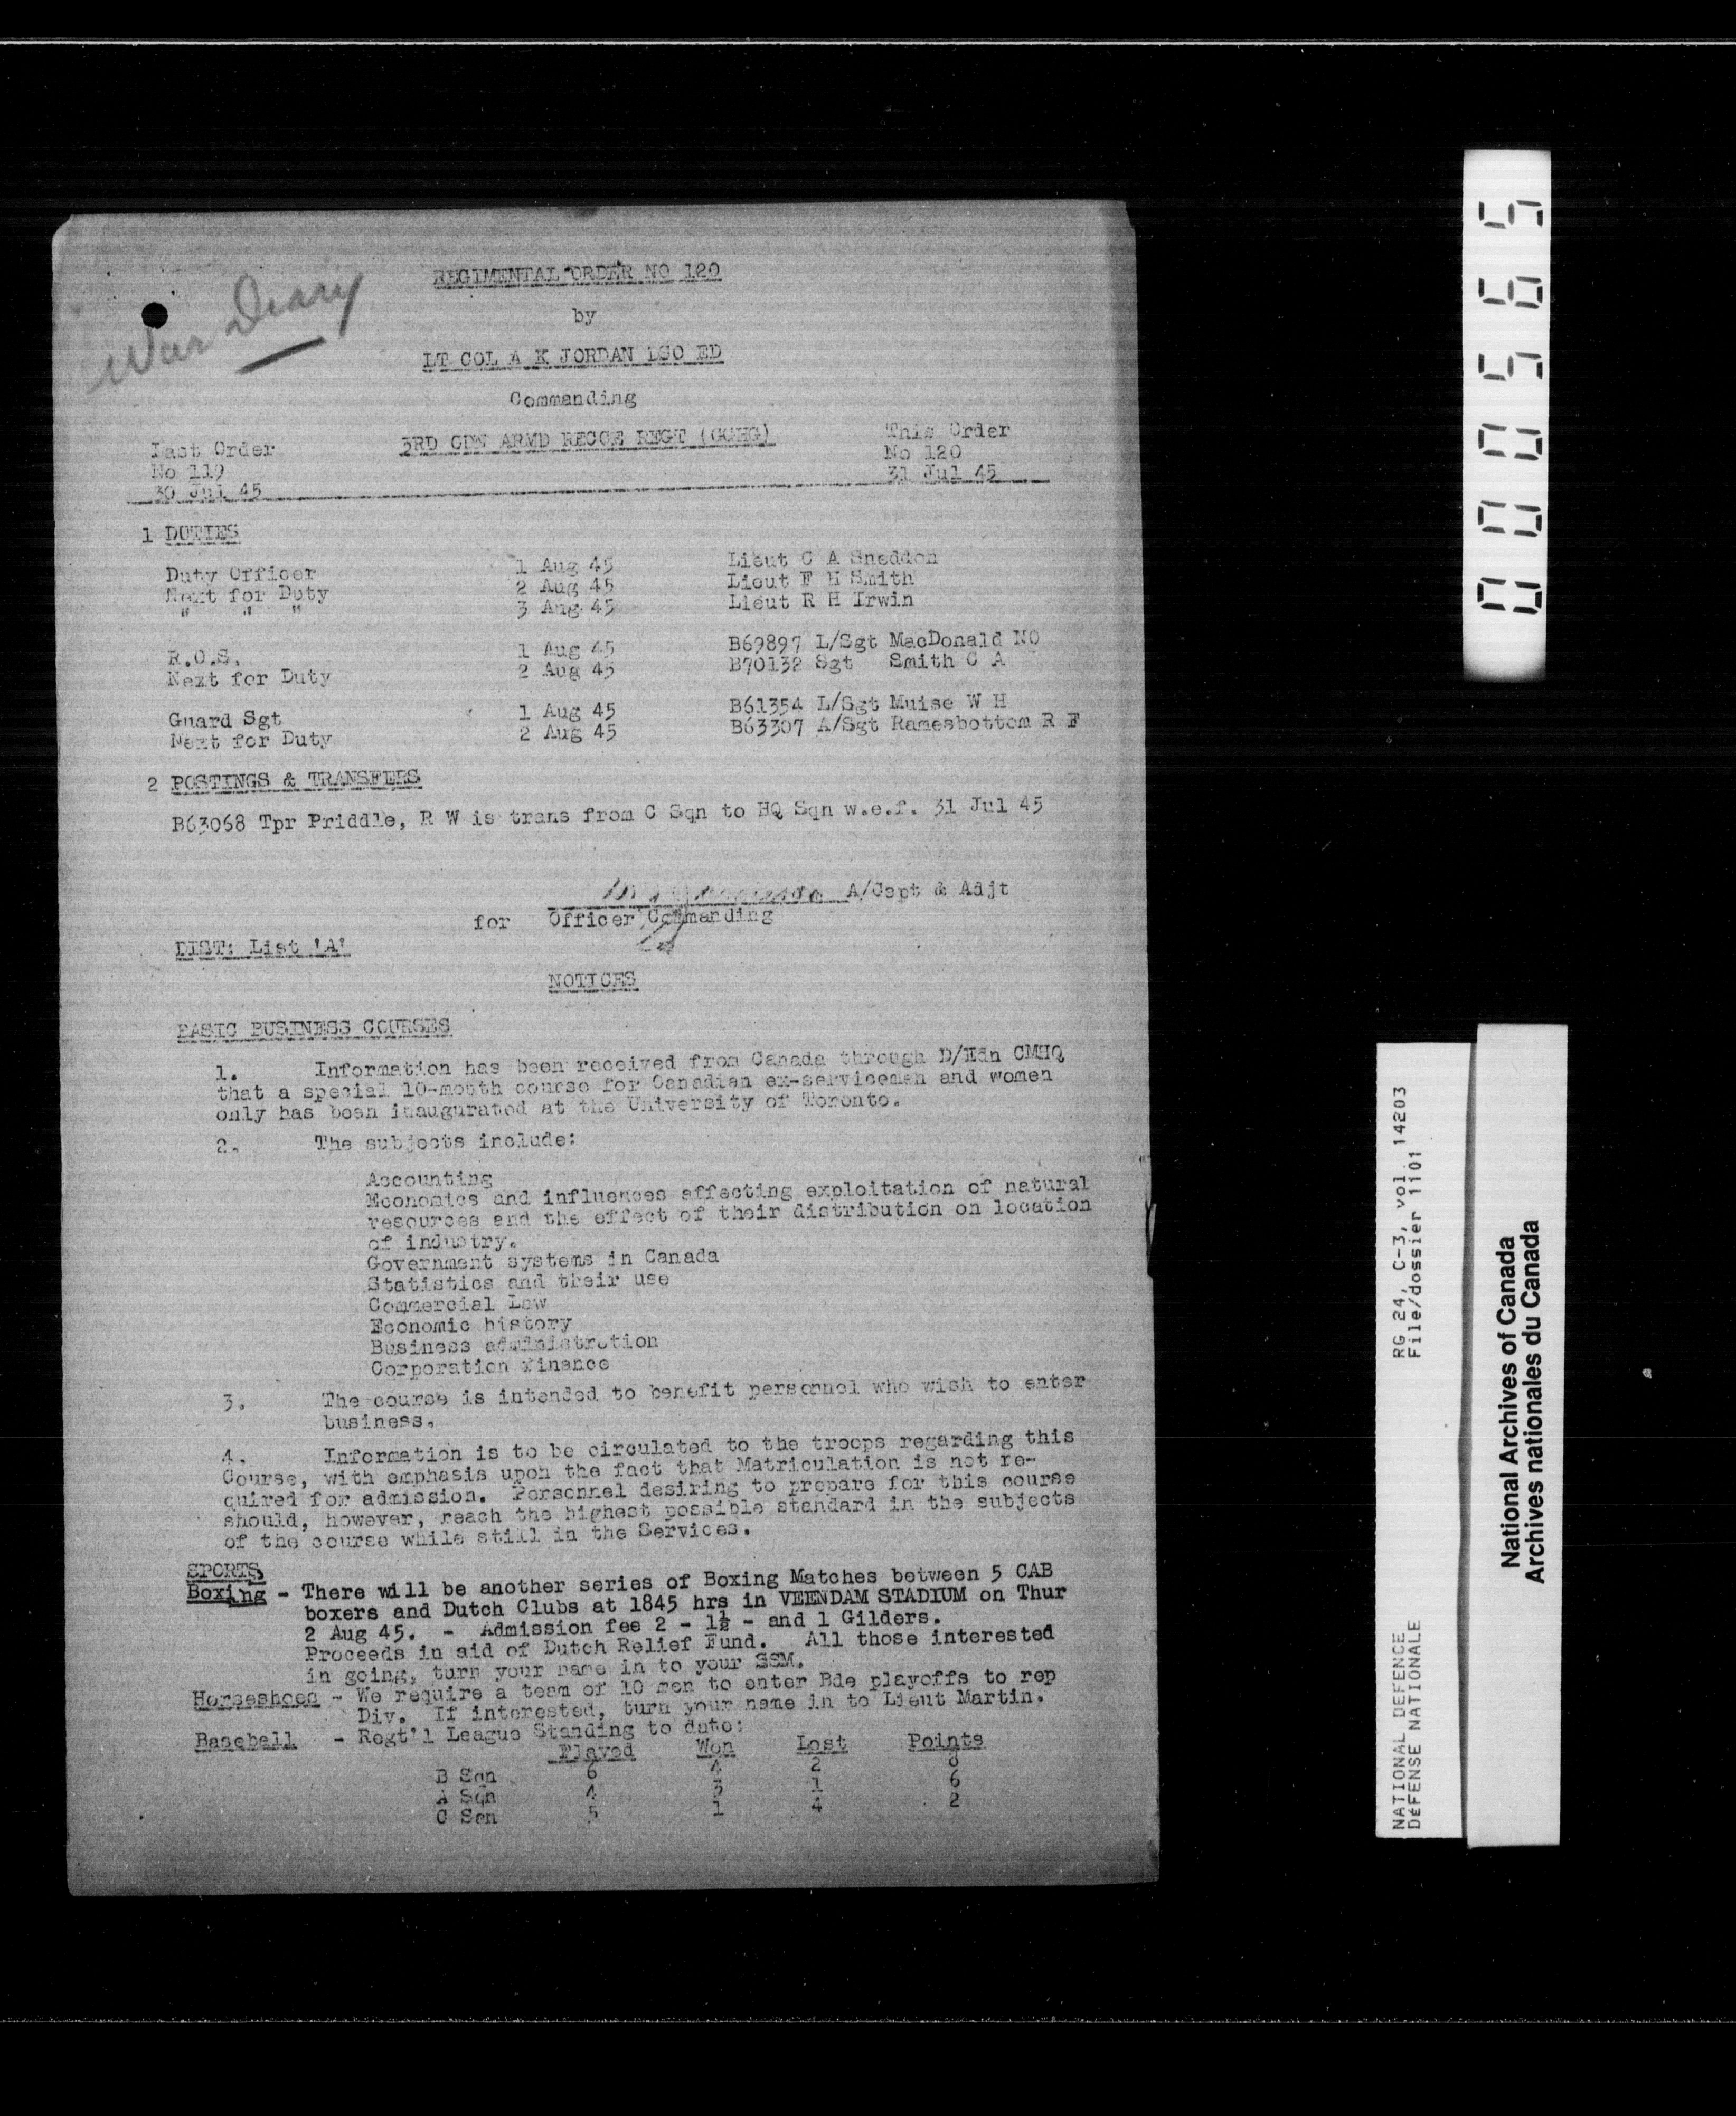 War Diary
REGIMENTAL ORDER NO 120
by
LT COL A K JORDAN DSO ED
Commanding
3RD CDN ARMD RECCE REGT (GGHG)
Last Order
No 119
30 Jul 45
This Order
No 120
31 Jul 45
1 DUTIES
Duty Officer 1 Aug 45 Lieut C A Sneddon
Next for Duty 2 Aug 45 Lieut F H Smith
" " " 3 Aug 45 Lieut R H Irwin
R.O.S. 1 Aug 45 B69897 L/Sgt MacDonald NO
Next for Duty 2 Aug 45 B70132 Sgt Smith C A
Guard Sgt 1 Aug 45 B61354 L/Sgt Muise W H
Next for Duty 2 Aug 45 B63307 A/Sgt Ramesbottom R F
2 POSTINGS & TRANSFERS
B63068 Tpr Priddle, R W is trans from C Sqn to HQ Sqn w.e.f. 31 Jul 45
A/Capt & Adjt
for Officer Commanding
DIST: List 'A'
NOTICES
BASIC BUSINESS COURSES
1. Information has been received from Canada through D/Edn CMHQ
that a special 10-month course for Canadian ex-servicemen and women
only has been inaugurated at the University of Toronto.
2. The subjects include:
Accounting
Economics and influences affecting exploitation of natural
resources and the effect of their distribution on location
of industry.
Government systems in Canada
Statistics and their use
Commercial Law
Economic history
Business administration
Corporation finance
3. The course is intended to benefit personnel who wish to enter
business.
4. Information is to be circulated to the troops regarding this
Course, with emphasis upon the fact that Matriculation is not re-
quired for admission. Personnel desiring to prepare for this course
should, however, reach the highest possible standard in the subjects
of the course while still in the Services.
SPORTS
Boxing - There will be another series of Boxing Matches between 5 CAB
boxers and Dutch Clubs at 1845 hrs in VEENDAM STADIUM on Thur
2 Aug 45. - Admission fee 2 - 1½ - and 1 Gilders.
Proceeds in aid of Dutch Relief Fund. All those interested
in going, turn your name in to your SSM.
Horseshoes - We require a team of 10 men to enter Bde playoffs to rep
Div. If interested, turn your name in to Lieut Martin.
Baseball - Regt'l League Standing to date:
Played Won Lost Points
B Sqn 6 4 2 8
A Sqn 4 3 1 6
C Sqn 5 1 4 2
000565
RG 24, C-3, vol. 14203
File/dossier 1101
NATIONAL DEFENCE
DÉFENSE NATIONALE
National Archives of Canada
Archives nationales du Canada